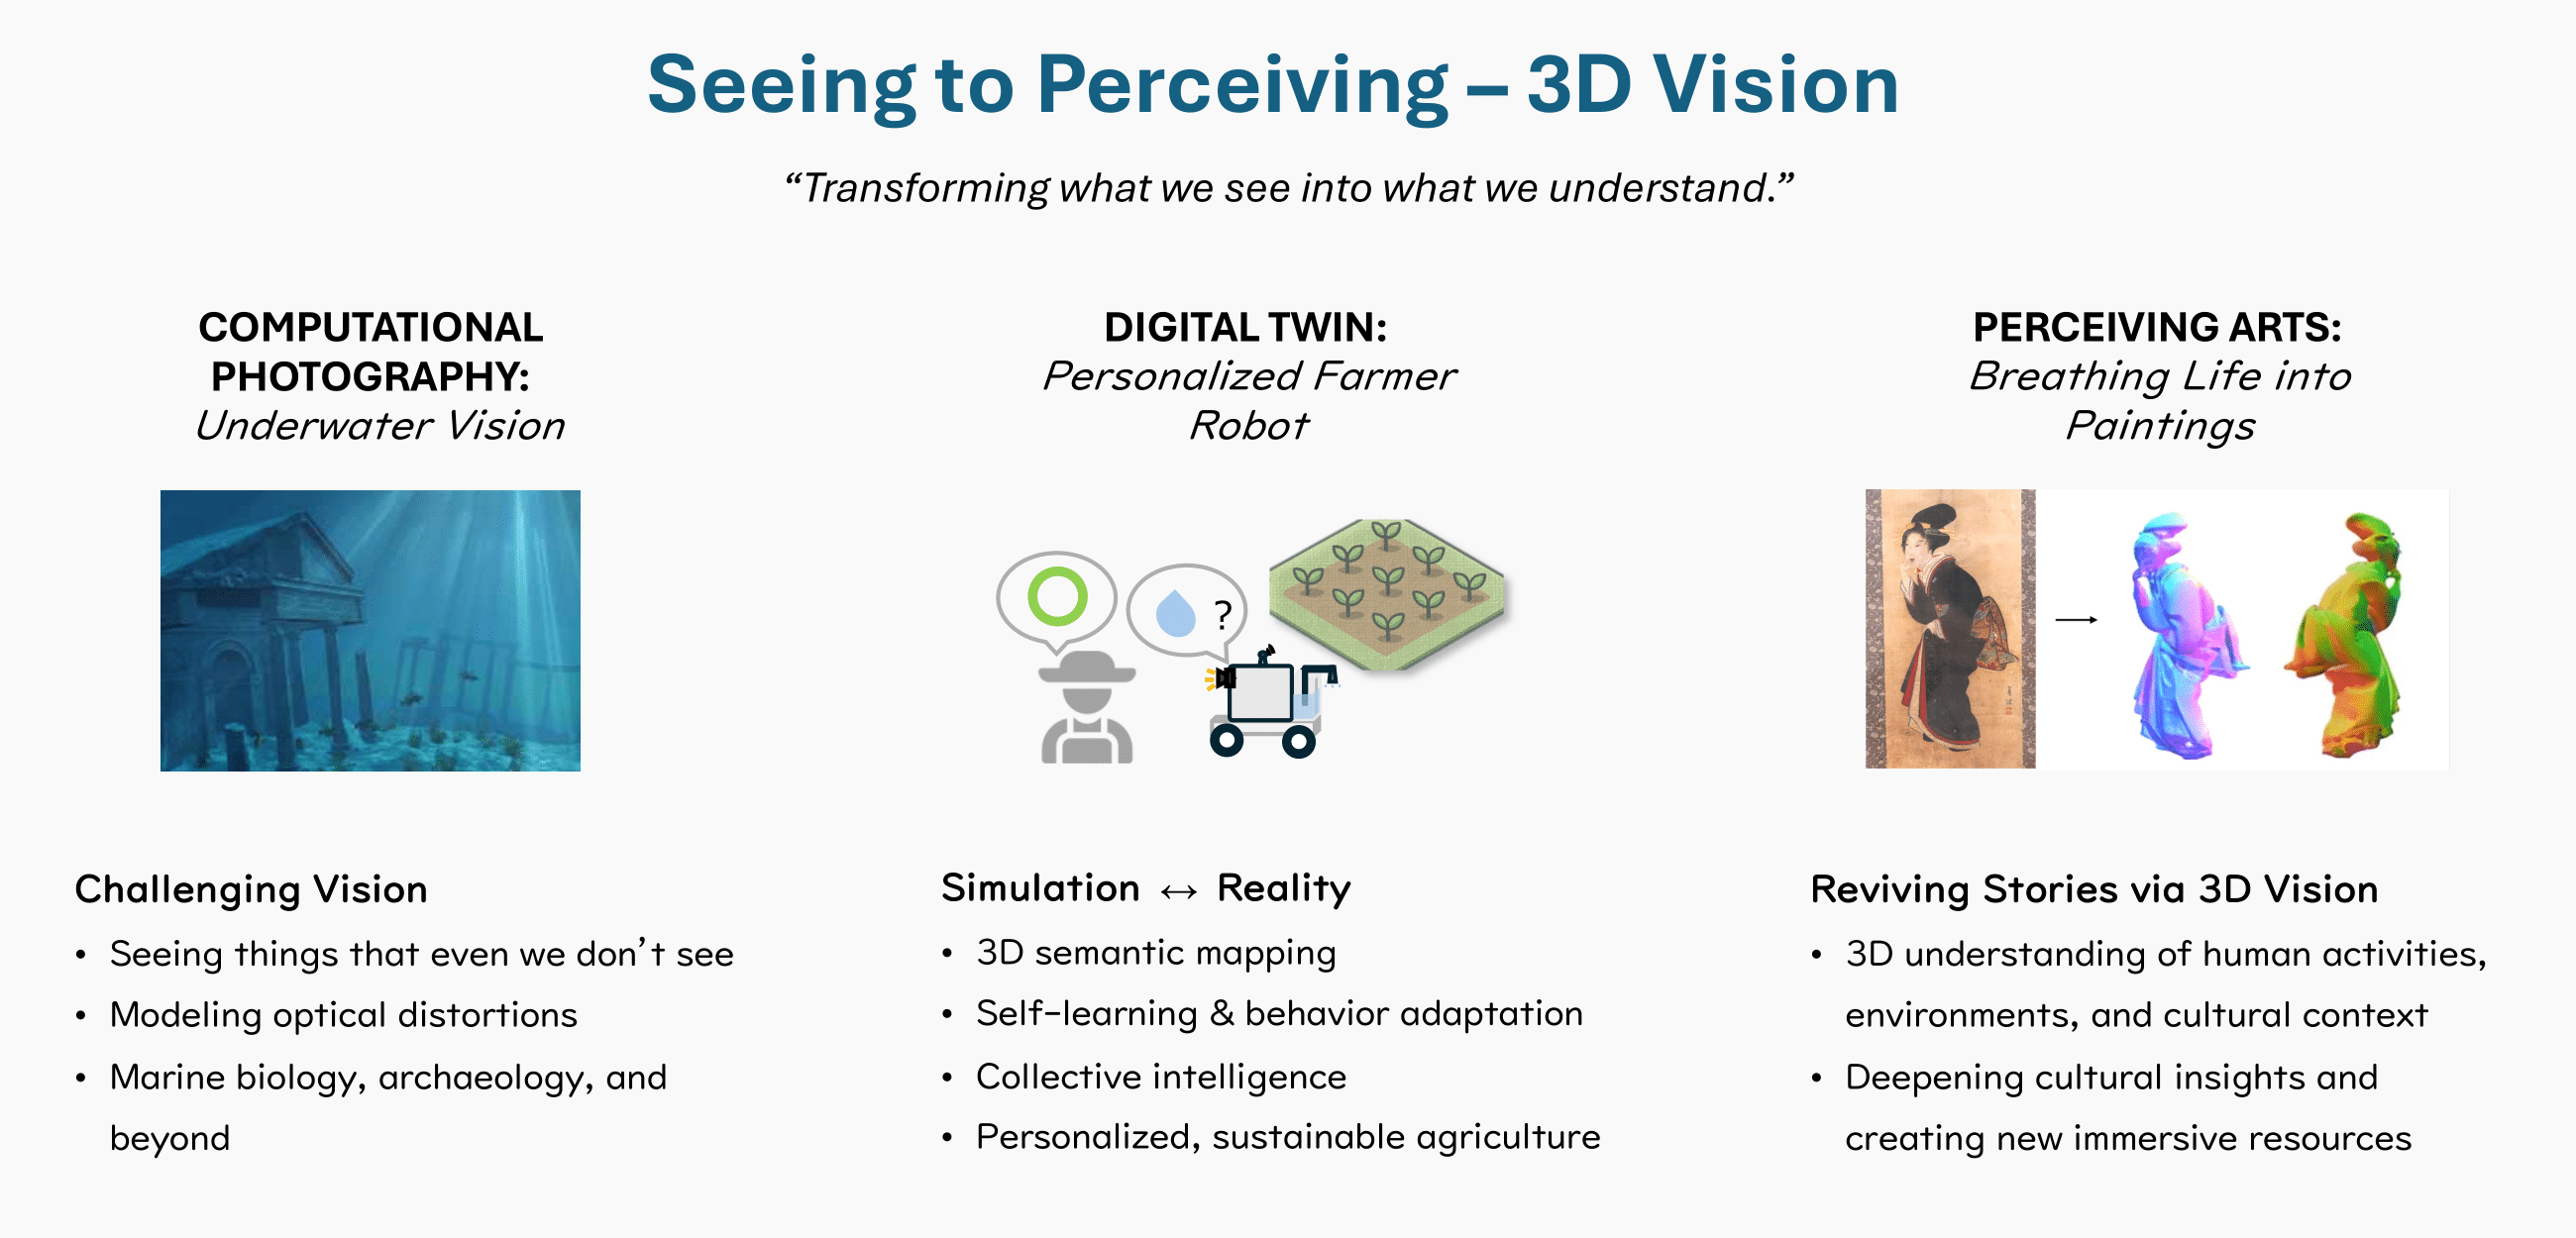 Seeing to Perceiving – 3D Vision
“Transforming what we see into what we understand.”
COMPUTATIONAL
PHOTOGRAPHY:
Underwater Vision
Challenging Vision
• Seeing things that even we don’t see
• Modeling optical distortions
• Marine biology, archaeology, and
beyond
DIGITAL TWIN:
Personalized Farmer
Robot
?
Simulation ↔ Reality
• 3D semantic mapping
• Self-learning & behavior adaptation
• Collective intelligence
• Personalized, sustainable agriculture
PERCEIVING ARTS:
Breathing Life into
Paintings
Reviving Stories via 3D Vision
• 3D understanding of human activities,
environments, and cultural context
• Deepening cultural insights and
creating new immersive resources